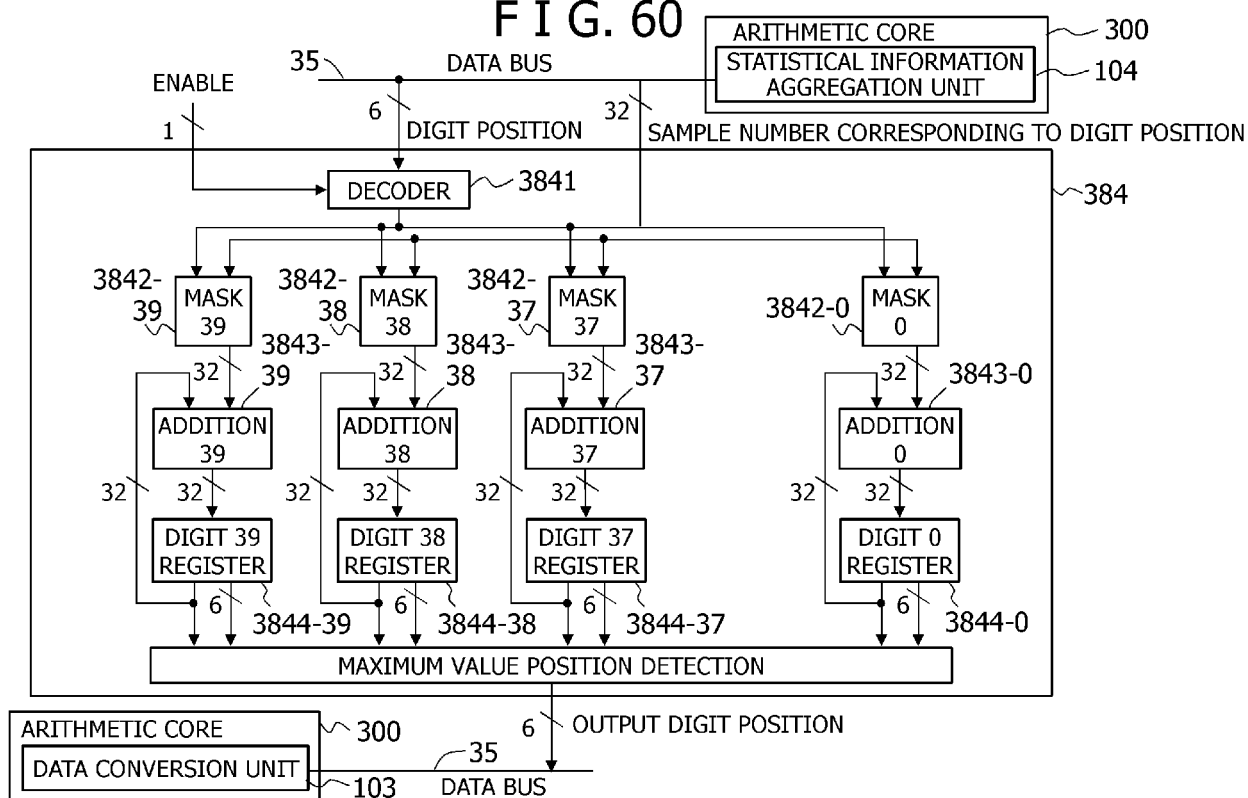 F I G. 60
ARITHMETIC CORE
300
STATISTICAL INFORMATION
AGGREGATION UNIT
104
35
DATA BUS
ENABLE
1
6
DIGIT POSITION
32
SAMPLE NUMBER CORRESPONDING TO DIGIT POSITION
DECODER
3841
384
3842-
39
MASK
39
3842-
38
MASK
38
3842-
37
MASK
37
3842-0
MASK
0
32
3843-
39
32
3843-
38
32
3843-
37
32
3843-0
ADDITION
39
ADDITION
38
ADDITION
37
ADDITION
0
32
32
32
32
32
32
32
32
DIGIT 39
REGISTER
DIGIT 38
REGISTER
DIGIT 37
REGISTER
DIGIT 0
REGISTER
6
3844-39
6
3844-38
6
3844-37
6
3844-0
MAXIMUM VALUE POSITION DETECTION
6
OUTPUT DIGIT POSITION
ARITHMETIC CORE
300
DATA CONVERSION UNIT
103
35
DATA BUS